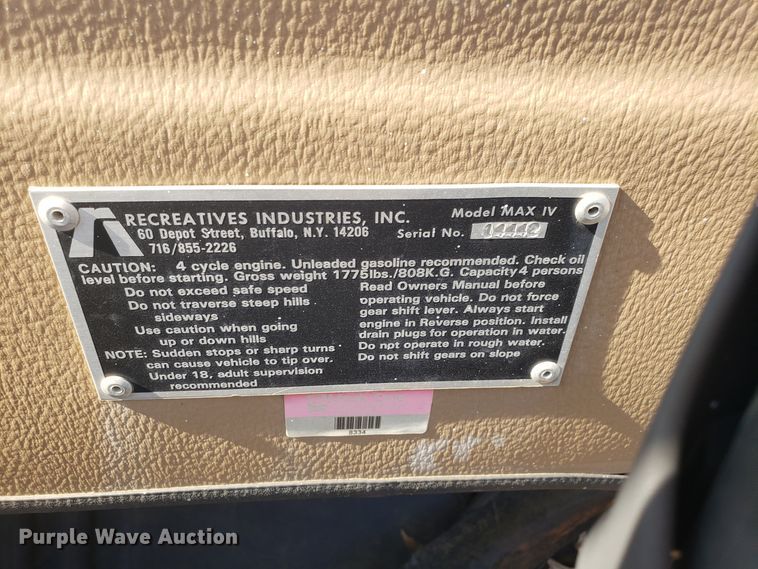 RECREATIVES INDUSTRIES, INC.
60 Depot Street, Buffalo, N.Y. 14206
716/855-2226
Model MAX IV
Serial No.
CAUTION: 4 cycle engine. Unleaded gasoline recommended. Check oil
level before starting. Gross weight 1775lbs./808K.G. Capacity 4 persons
Do not exceed safe speed
Do not traverse steep hills
sideways
Use caution when going
up or down hills
NOTE: Sudden stops or sharp turns
can cause vehicle to tip over.
Under 18, adult supervision
recommended
Read Owners Manual before
operating vehicle. Do not force
gear shift lever. Always start
engine in Reverse position. Install
drain plugs for operation in water.
Do not operate in rough water.
Do not shift gears on slope
8334
Purple Wave Auction